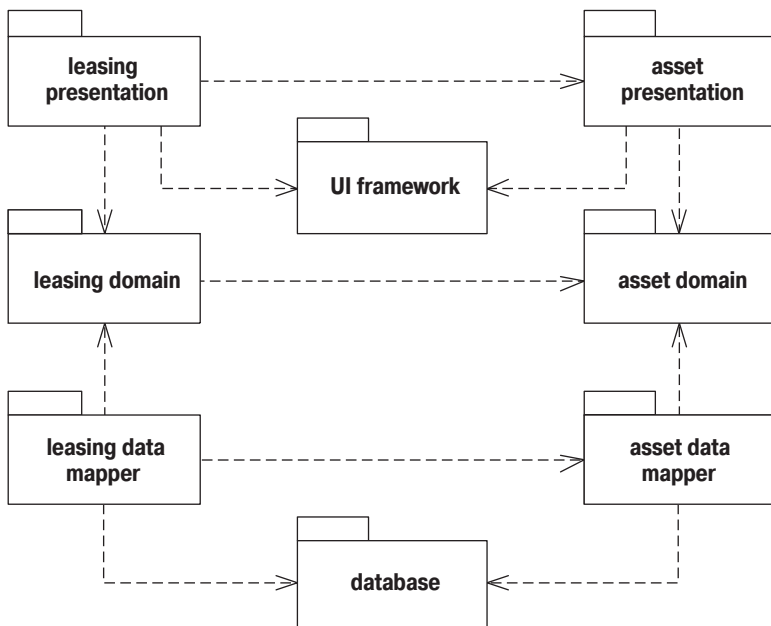 leasing
presentation
asset
presentation
UI framework
leasing domain
asset domain
leasing data
mapper
asset data
mapper
database